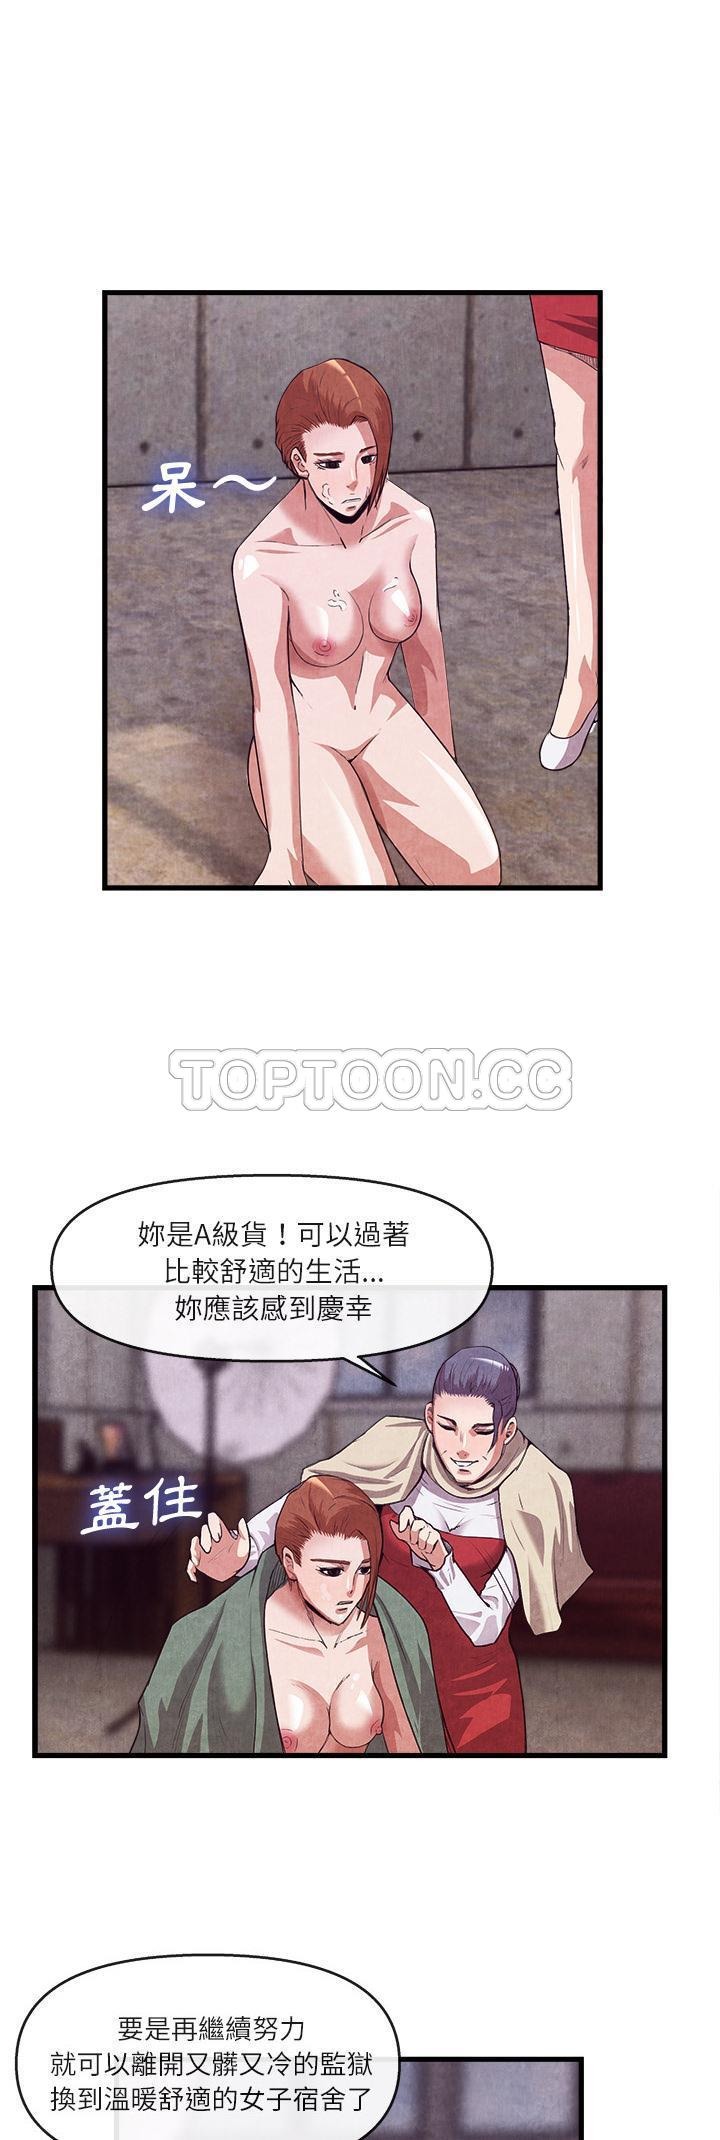 呆~
TOPTOON.CC
妳是A級貨！可以過著
比較舒適的生活...
妳應該感到慶幸
蓋住
要是再繼續努力
就可以離開又髒又冷的監獄
換到溫暖舒適的女子宿舍了